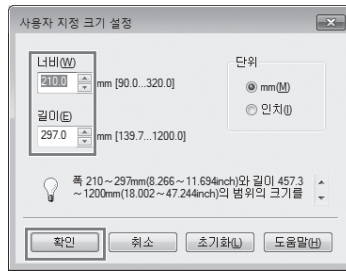 사용자 지정 크기 설정
너비(W)
210.0 mm [90.0...320.0]
길이(E)
297.0 mm [139.7...1200.0]
단위
mm(M)
인치(I)
폭 210~297mm(8.266~11.694inch)와 길이 457.3
~1200mm(18.002~47.244inch)의 범위의 크기를
확인 취소 초기화(L) 도움말(H)